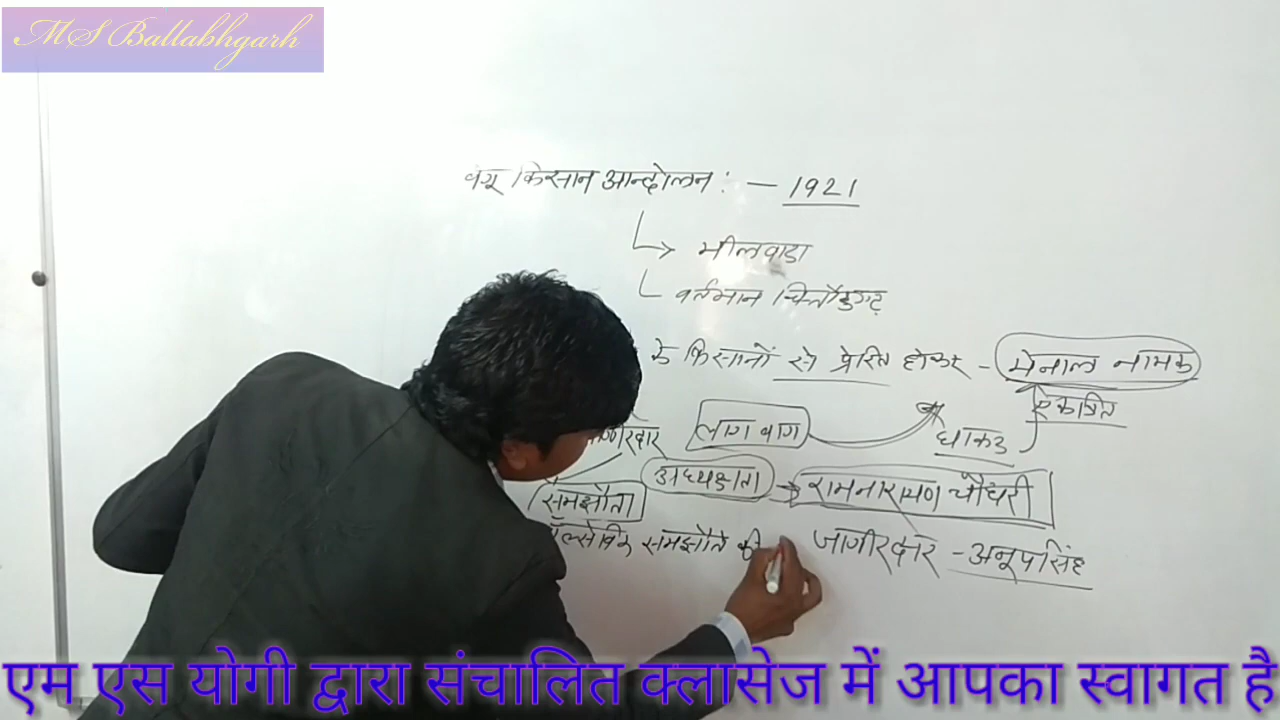 MS Ballabhgarh
वेगू किसान आन्दोलन : — 1921
भीलवाडा
वर्तमान चित्तौडगढ़
के किसानों से प्रेरित होकर - मेनाल नामक
एकत्रित
लाग वाग धाकड
अध्यक्षता रामनारायण चौधरी
समझौता
समझौते की जागीरदार - अनूपसिंह
एम एस योगी द्वारा संचालित क्लासेज में आपका स्वागत है